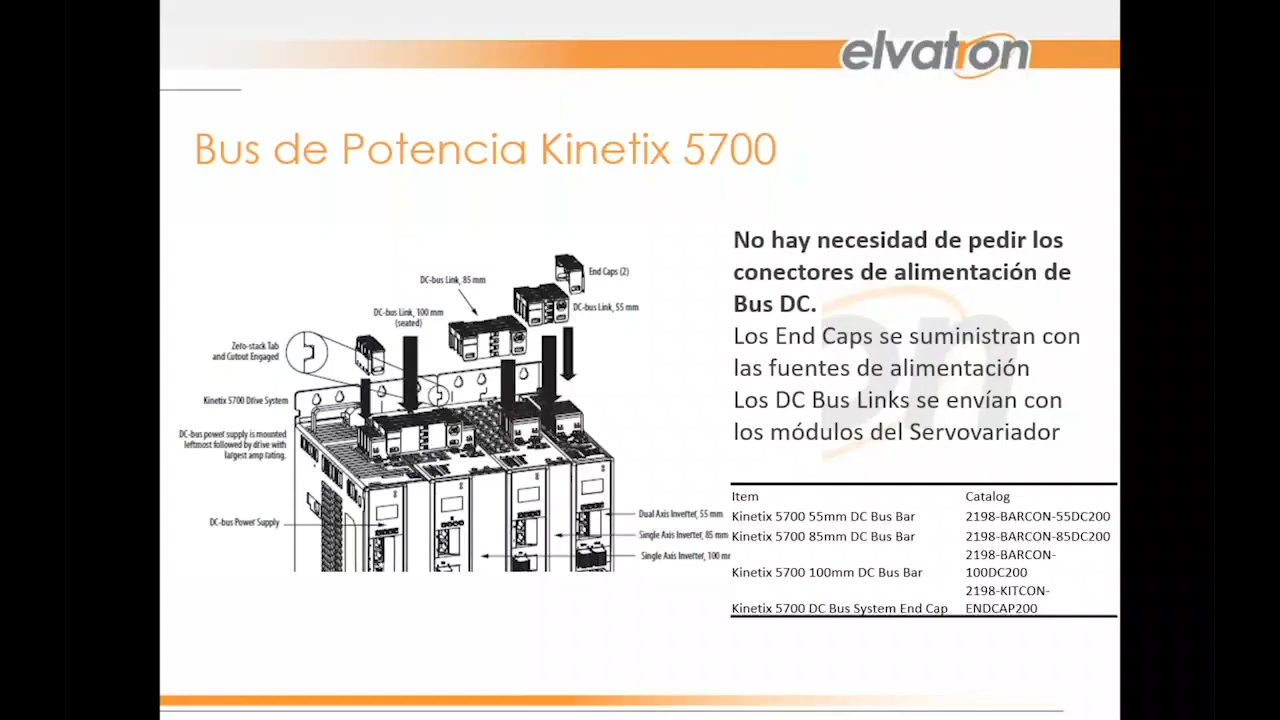 elvatron
Bus de Potencia Kinetix 5700
End Caps (2)
DC-bus Link, 85 mm
DC-bus Link, 55 mm
DC-bus Link, 100 mm
(seated)
Zero-stack Tab
and Cutout Engaged
Kinetix 5700 Drive System
DC-bus power supply is mounted
leftmost followed by drive with
largest amp rating.
DC-bus Power Supply
Dual Axis Inverter, 55 mm
Single Axis Inverter, 85 mm
Single Axis Inverter, 100 m
No hay necesidad de pedir los
conectores de alimentación de
Bus DC.
Los End Caps se suministran con
las fuentes de alimentación
Los DC Bus Links se envían con
los módulos del Servovariador
Item Catalog
Kinetix 5700 55mm DC Bus Bar 2198-BARCON-55DC200
Kinetix 5700 85mm DC Bus Bar 2198-BARCON-85DC200
2198-BARCON-
Kinetix 5700 100mm DC Bus Bar 100DC200
2198-KITCON-
Kinetix 5700 DC Bus System End Cap ENDCAP200